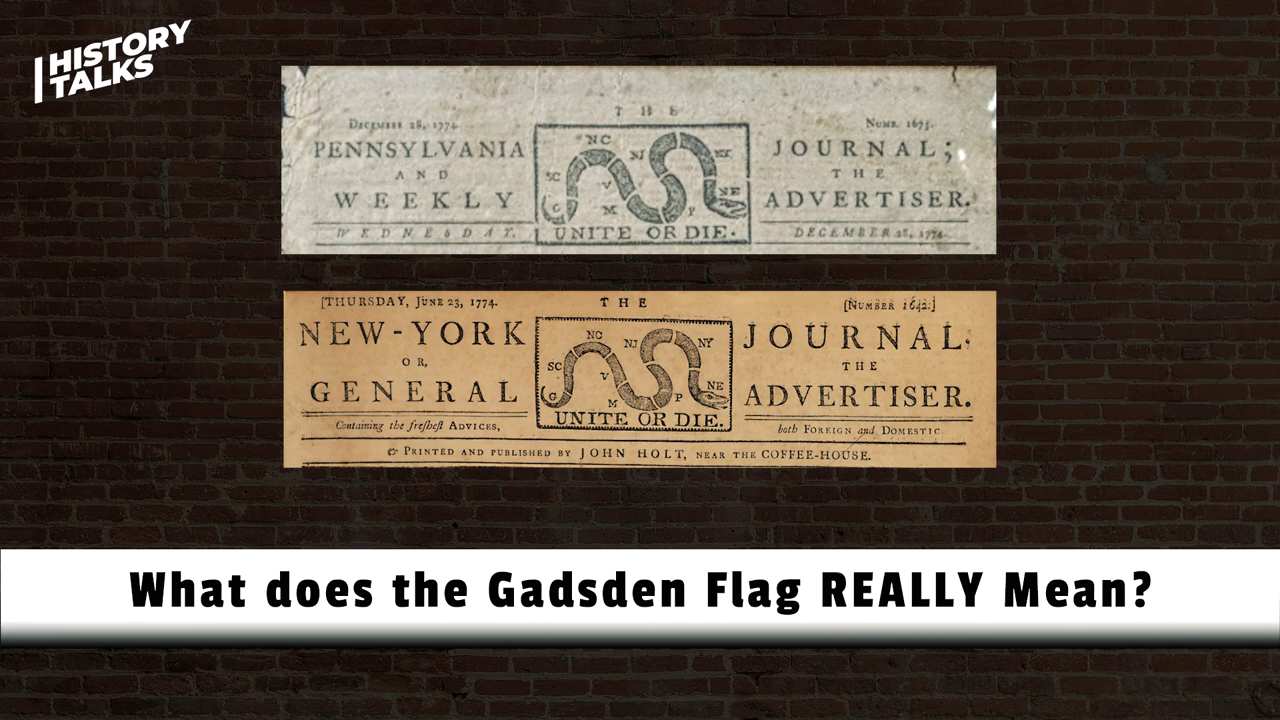 HISTORY
TALKS
THE
DECEMBER 28, 1774.
NUMB. 1675.
PENNSYLVANIA
JOURNAL;
AND
THE
WEEKLY
ADVERTISER.
WEDNESDAY,
DECEMBER 28, 1774.
NC
NJ
NY
SC
V
NE
G
M
P
UNITE OR DIE.
[THURSDAY, JUNE 23, 1774.
THE
[NUMBER 1642.]
NEW-YORK
JOURNAL;
OR,
THE
GENERAL
ADVERTISER.
Containing the freſheſt ADVICES,
both FOREIGN and DOMESTIC
NC
NJ
NY
SC
V
NE
G
M
P
UNITE OR DIE.
☞ PRINTED AND PUBLISHED BY JOHN HOLT, NEAR THE COFFEE-HOUSE.
What does the Gadsden Flag REALLY Mean?